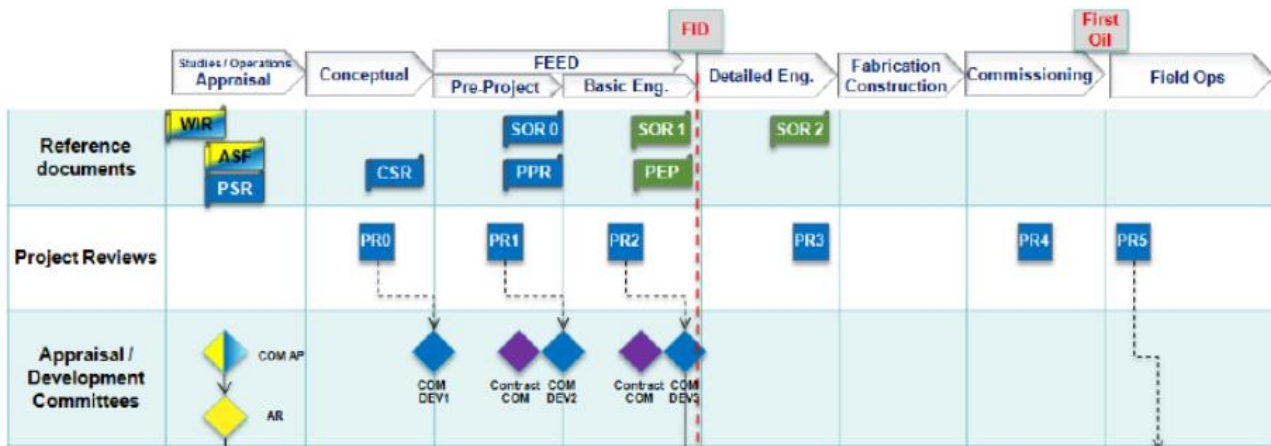 FID
First
Oil
Studies / Operations
Appraisal
Conceptual
FEED
Pre-Project
Basic Eng.
Detailed Eng.
Fabrication
Construction
Commissioning
Field Ops
Reference
documents
WIR
ASF
PSR
CSR
SOR 0
PPR
SOR 1
PEP
SOR 2
Project Reviews
PR0
PR1
PR2
PR3
PR4
PR5
Appraisal /
Development
Committees
COM AP
AR
COM
DEV1
Contract
COM
COM
DEV2
Contract
COM
COM
DEV3